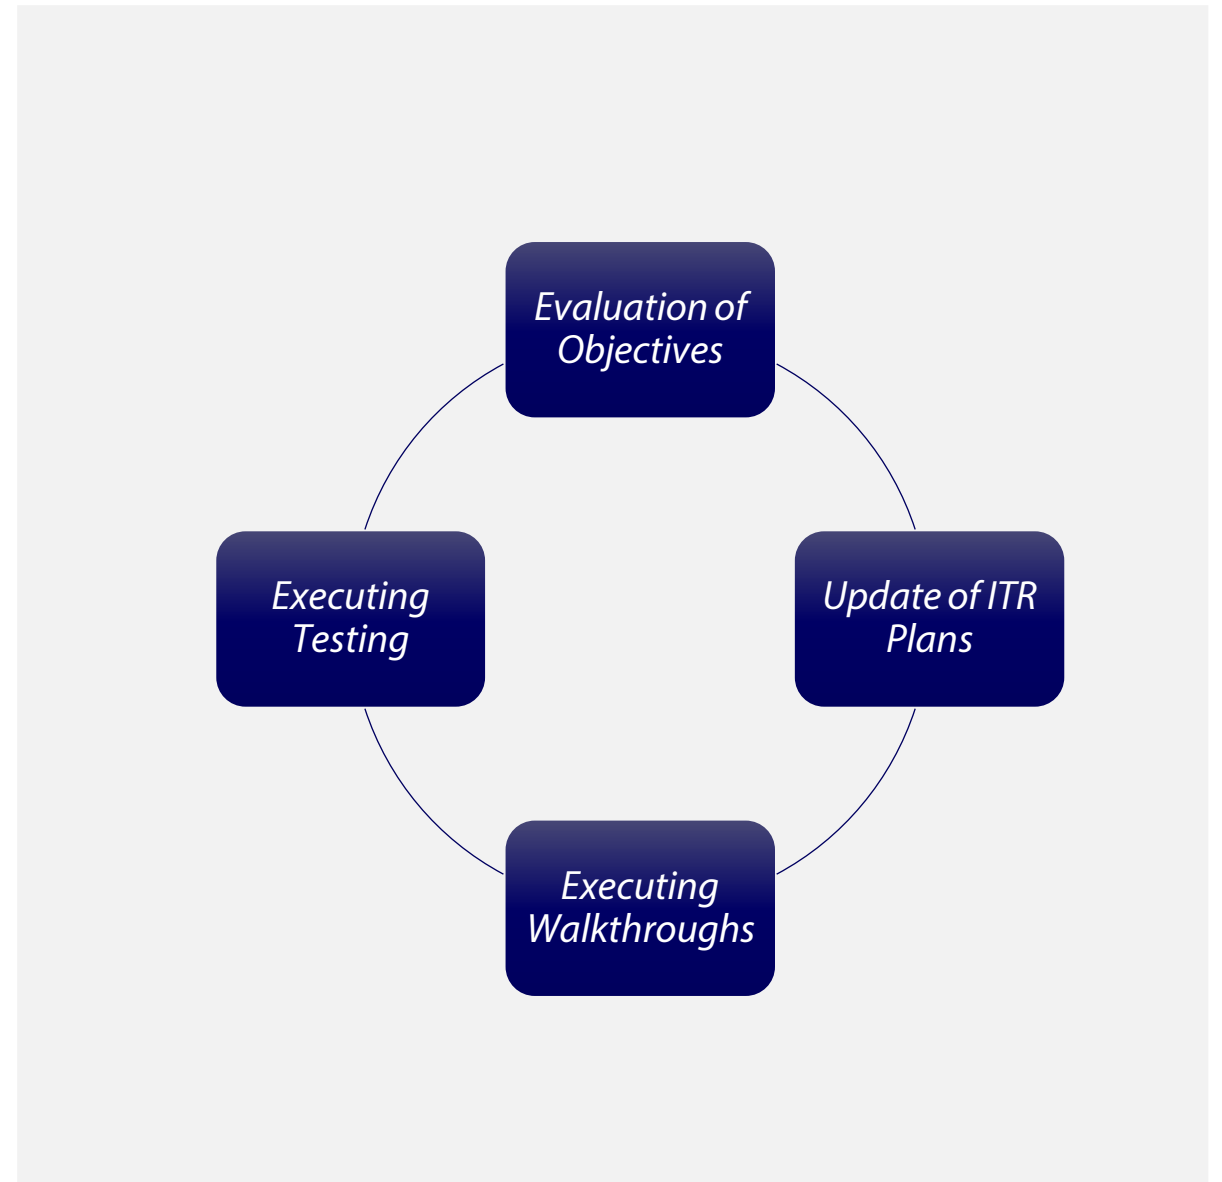 Evaluation of
Objectives
Update of ITR
Plans
Executing
Walkthroughs
Executing
Testing